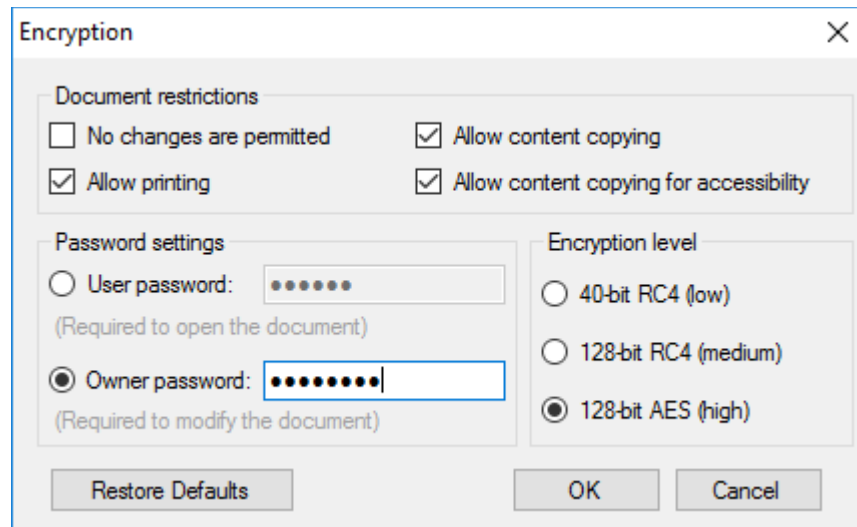 Encryption
Document restrictions
No changes are permitted
Allow content copying
Allow printing
Allow content copying for accessibility
Password settings
User password: ●●●●●●
(Required to open the document)
Owner password: ●●●●●●●●
(Required to modify the document)
Encryption level
40-bit RC4 (low)
128-bit RC4 (medium)
128-bit AES (high)
Restore Defaults
OK
Cancel